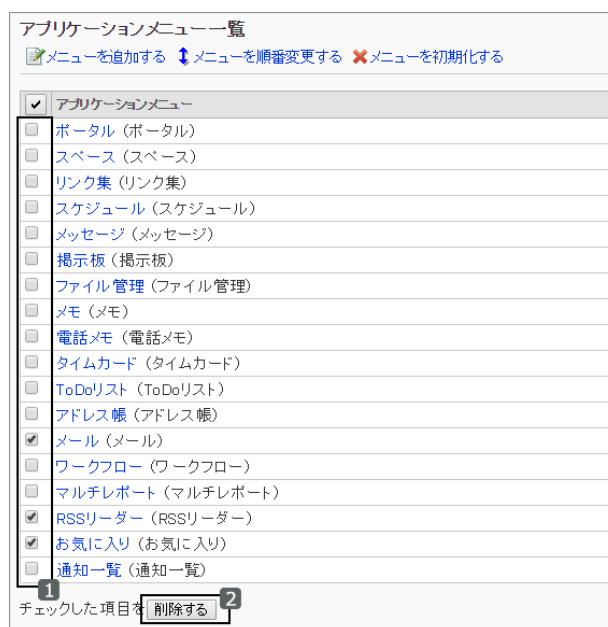 アプリケーションメニュー一覧
メニューを追加する メニューを順番変更する メニューを初期化する
アプリケーションメニュー
ポータル (ポータル)
スペース (スペース)
リンク集 (リンク集)
スケジュール (スケジュール)
メッセージ (メッセージ)
掲示板 (掲示板)
ファイル管理 (ファイル管理)
メモ (メモ)
電話メモ (電話メモ)
タイムカード (タイムカード)
ToDoリスト (ToDoリスト)
アドレス帳 (アドレス帳)
メール (メール)
ワークフロー (ワークフロー)
マルチレポート (マルチレポート)
RSSリーダー (RSSリーダー)
お気に入り (お気に入り)
通知一覧 (通知一覧)
1
チェックした項目を 削除する 2